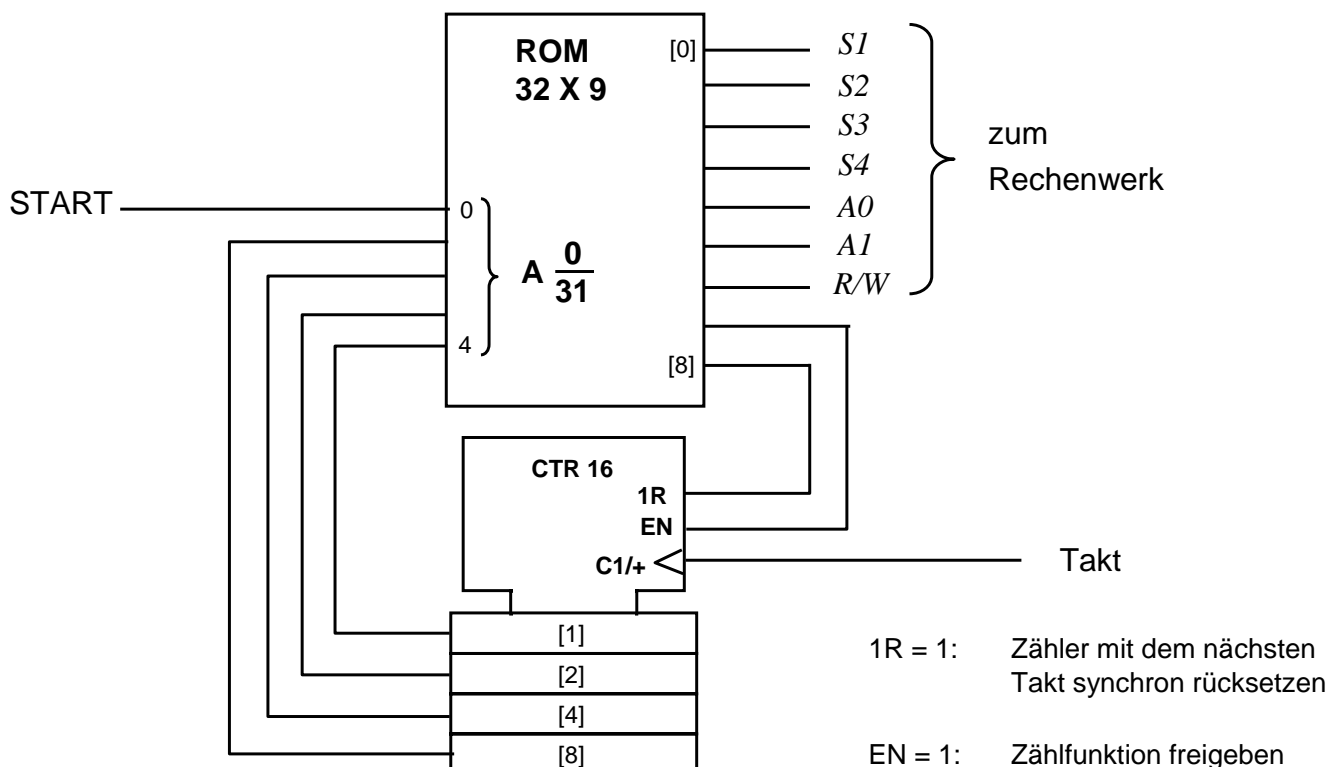 ROM
32 X 9
[0]
S1
S2
S3
S4
A0
A1
R/W
zum
Rechenwerk
START
0
4
A 0
31
[8]
CTR 16
1R
EN
C1/+
Takt
[1]
[2]
[4]
[8]
1R = 1: Zähler mit dem nächsten
Takt synchron rücksetzen
EN = 1: Zählfunktion freigeben